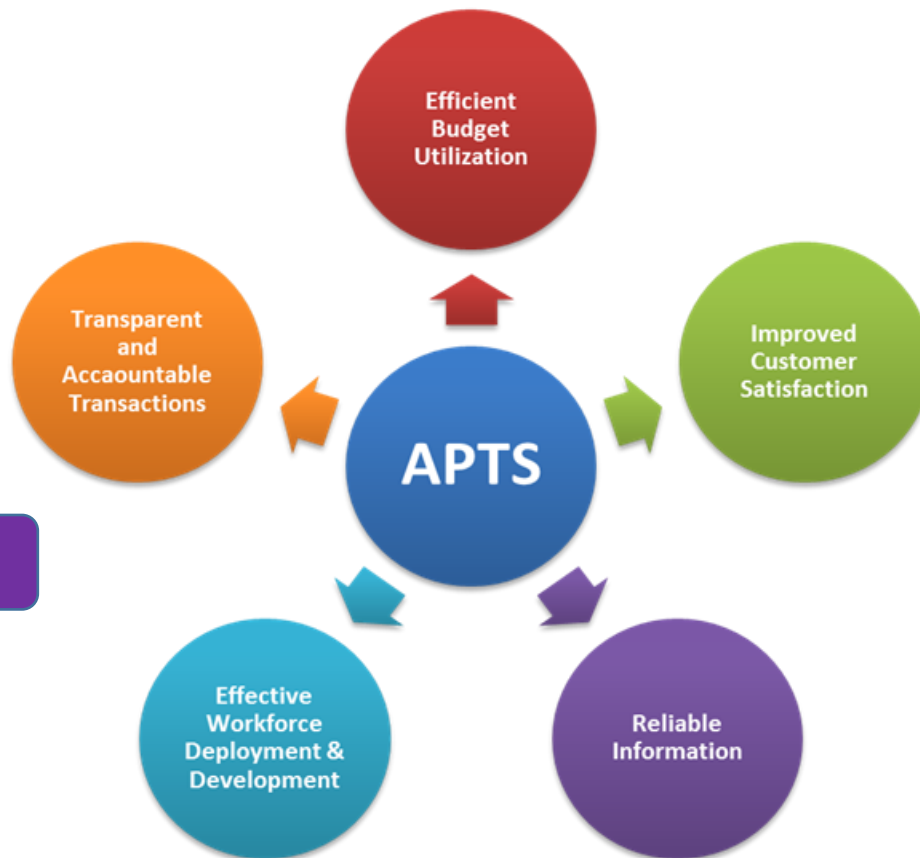 Efficient
Budget
Utilization
Transparent
and
Accaountable
Transactions
Improved
Customer
Satisfaction
APTS
Effective
Workforce
Deployment &
Development
Reliable
Information